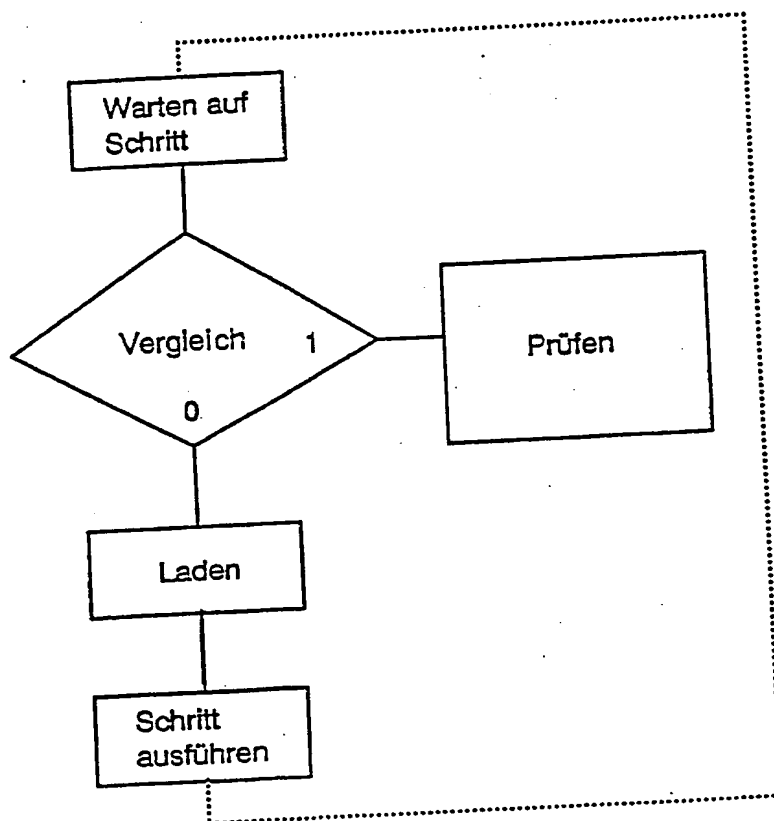 Warten auf
Schritt
Vergleich
1
0
Prüfen
Laden
Schritt
ausführen